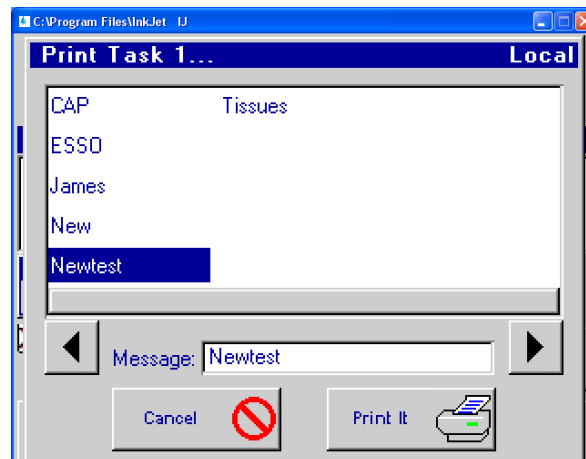 C:\Program Files\InkJet IJ
Print Task 1... Local
CAP Tissues
ESSO
James
New
Newtest
Message: Newtest
Cancel Print It